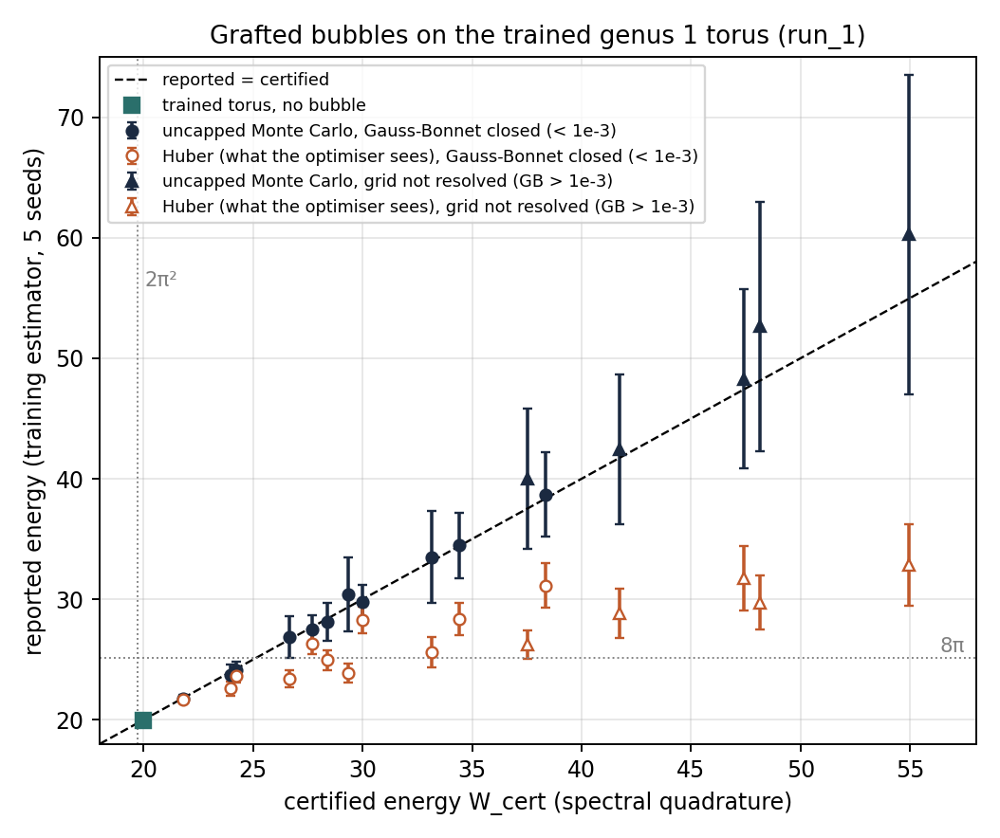 Grafted bubbles on the trained genus 1 torus (run_1)
reported = certified
trained torus, no bubble
uncapped Monte Carlo, Gauss-Bonnet closed (< 1e-3)
Huber (what the optimiser sees), Gauss-Bonnet closed (< 1e-3)
uncapped Monte Carlo, grid not resolved (GB > 1e-3)
Huber (what the optimiser sees), grid not resolved (GB > 1e-3)
reported energy (training estimator, 5 seeds)
70
60
50
40
30
20
2π²
8π
20 25 30 35 40 45 50 55
certified energy W_cert (spectral quadrature)